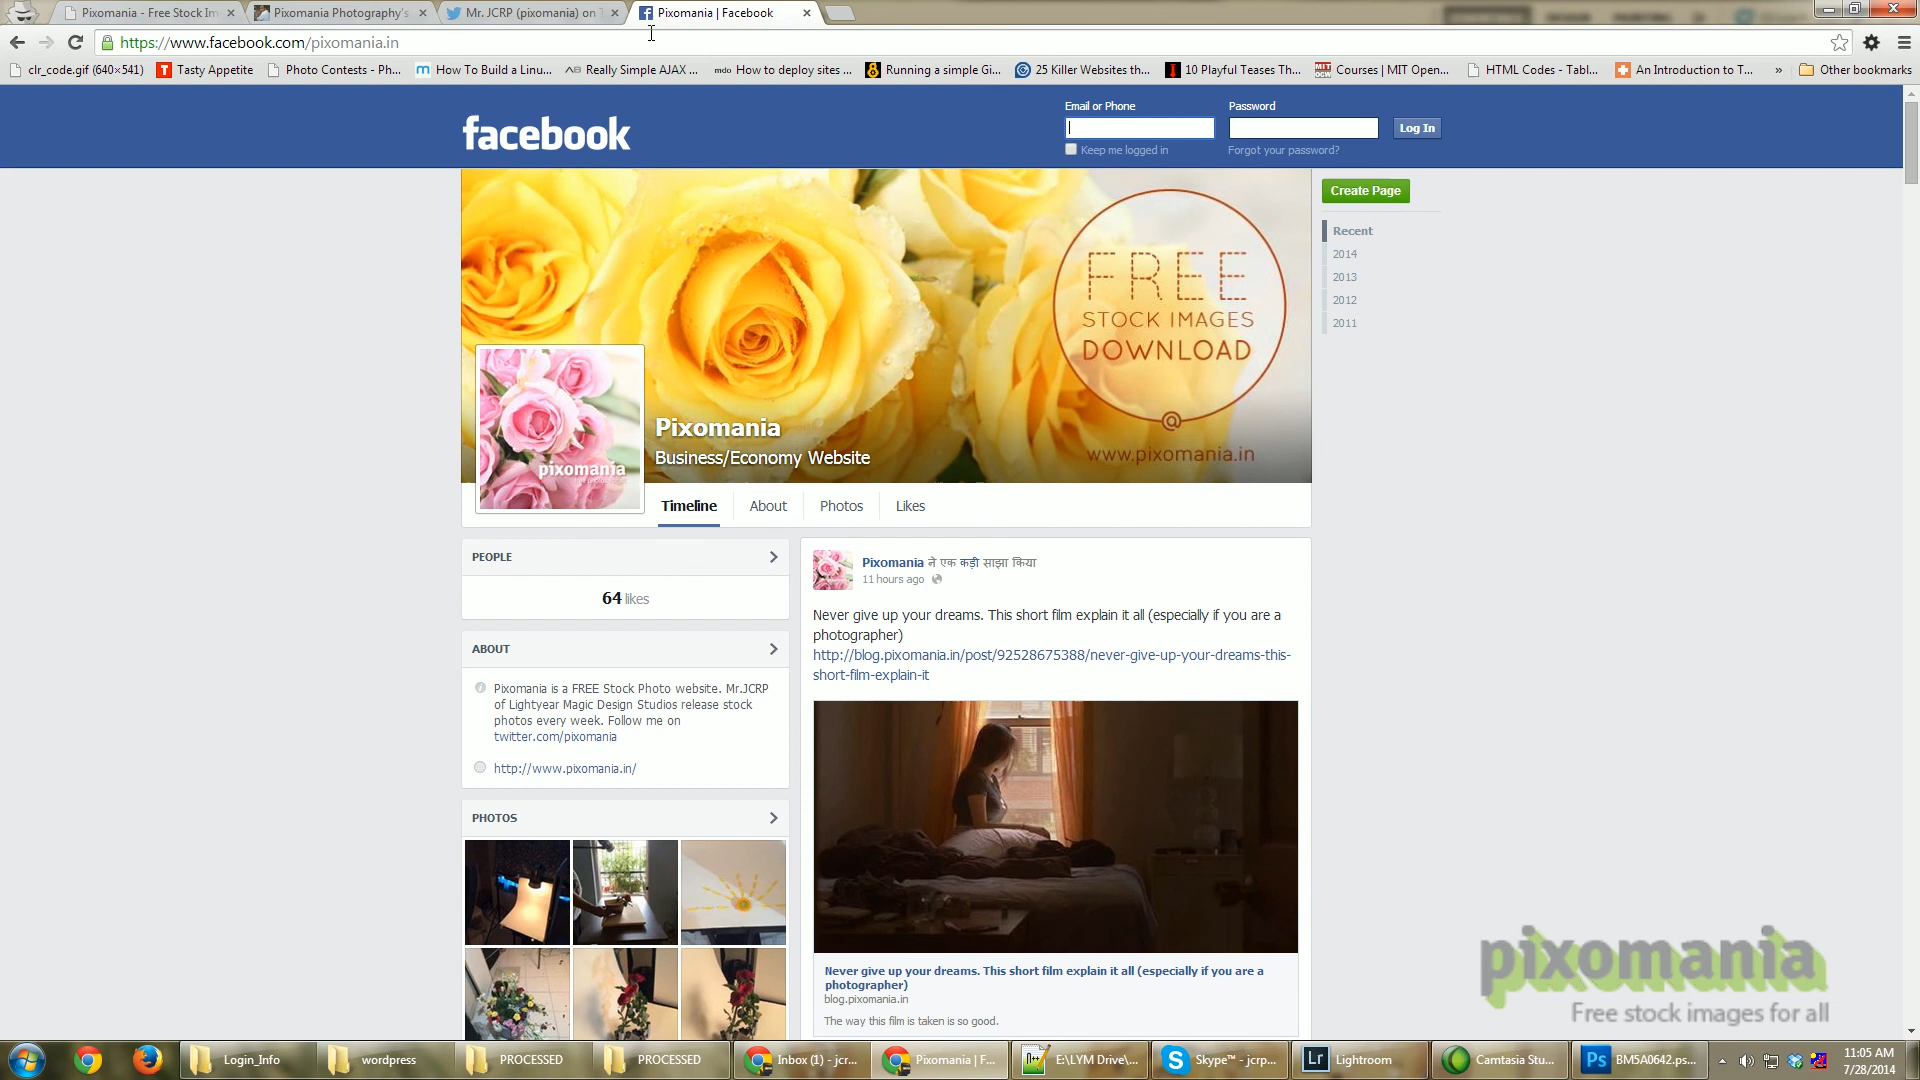 Pixomania - Free Stock Im
Pixomania Photography's
Mr. JCRP (pixomania) on T
Pixomania | Facebook
https://www.facebook.com/pixomania.in
clr_code.gif (640×541)
Tasty Appetite
Photo Contests - Ph...
How To Build a Linu...
Really Simple AJAX ...
How to deploy sites ...
Running a simple Gi...
25 Killer Websites th...
10 Playful Teases Th...
Courses | MIT Open...
HTML Codes - Tabl...
An Introduction to T...
»
Other bookmarks
facebook
Email or Phone
Password
Log In
Keep me logged in
Forgot your password?
FREE
STOCK IMAGES
DOWNLOAD
@
www.pixomania.in
Create Page
Recent
2014
2013
2012
2011
pixomania
Pixomania
Business/Economy Website
Timeline
About
Photos
Likes
PEOPLE
64 likes
ABOUT
Pixomania is a FREE Stock Photo website. Mr.JCRP
of Lightyear Magic Design Studios release stock
photos every week. Follow me on
twitter.com/pixomania
http://www.pixomania.in/
PHOTOS
Pixomania ने एक कड़ी साझा किया
11 hours ago
Never give up your dreams. This short film explain it all (especially if you are a
photographer)
http://blog.pixomania.in/post/92528675388/never-give-up-your-dreams-this-
short-film-explain-it
Never give up your dreams. This short film explain it all (especially if you are a
photographer)
blog.pixomania.in
The way this film is taken is so good.
pixomania
Free stock images for all
Login_Info
wordpress
PROCESSED
PROCESSED
Inbox (1) - jcr...
Pixomania | F...
E:\LYM Drive\...
Skype™ - jcrp...
Lr
Lightroom
Camtasia Stu...
Ps
BM5A0642.ps...
11:05 AM
7/28/2014